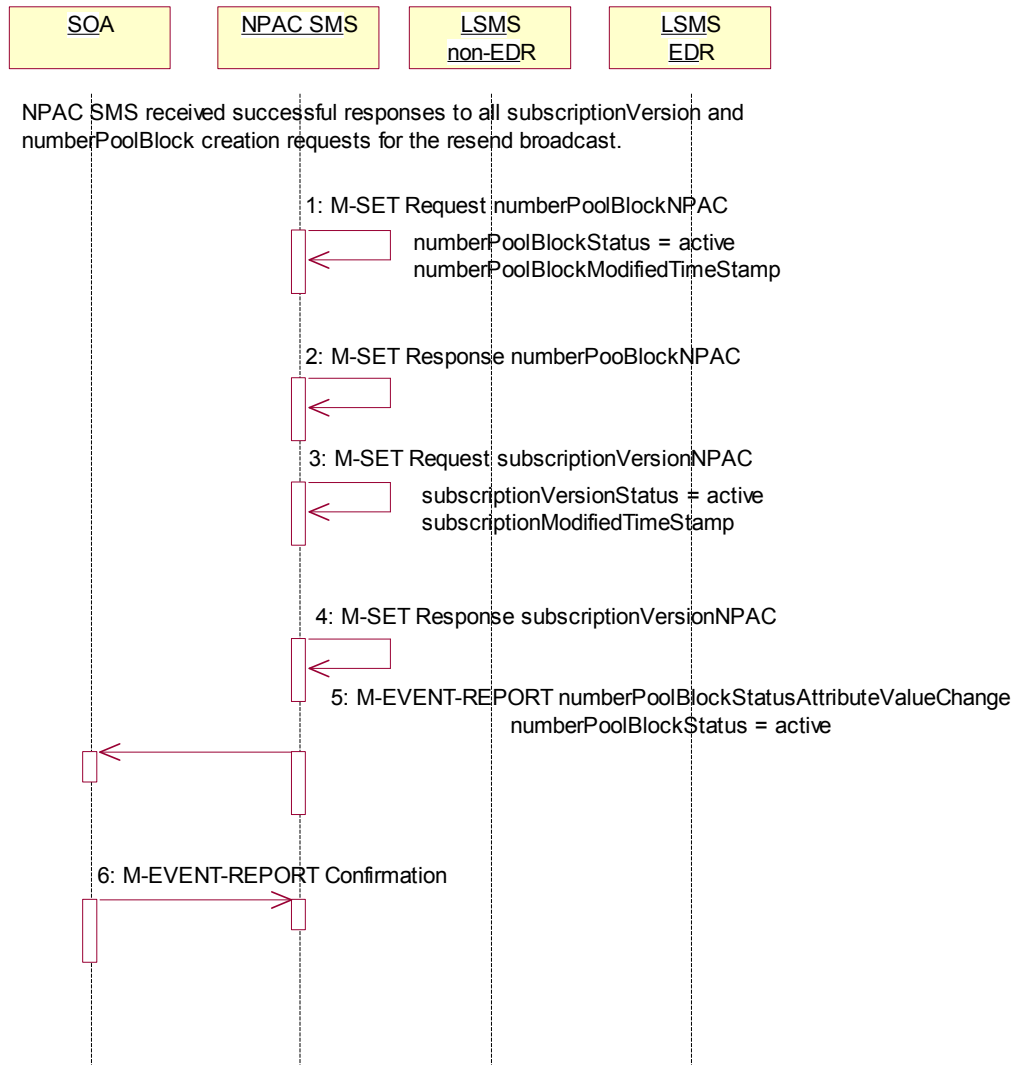 SOA
NPAC SMS
LSMS
non-EDR
LSMS
EDR
NPAC SMS received successful responses to all subscriptionVersion and
numberPoolBlock creation requests for the resend broadcast.
1: M-SET Request numberPoolBlockNPAC
numberPoolBlockStatus = active
numberPoolBlockModifiedTimeStamp
2: M-SET Response numberPooBlockNPAC
3: M-SET Request subscriptionVersionNPAC
subscriptionVersionStatus = active
subscriptionModifiedTimeStamp
4: M-SET Response subscriptionVersionNPAC
5: M-EVENT-REPORT numberPoolBlockStatusAttributeValueChange
numberPoolBlockStatus = active
6: M-EVENT-REPORT Confirmation